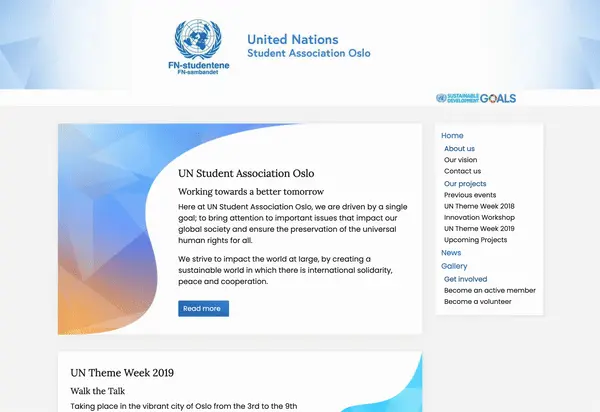 FN-studentene
FN-sambandet
United Nations
Student Association Oslo
SUSTAINABLE
DEVELOPMENT
GOALS
UN Student Association Oslo
Working towards a better tomorrow
Here at UN Student Association Oslo, we are driven by a single
goal; to bring attention to important issues that impact our
global society and ensure the preservation of the universal
human rights for all.
We strive to impact the world at large, by creating a
sustainable world in which there is international solidarity,
peace and cooperation.
Read more
Home
About us
Our vision
Contact us
Our projects
Previous events
UN Theme Week 2018
Innovation Workshop
UN Theme Week 2019
Upcoming Projects
News
Gallery
Get involved
Become an active member
Become a volunteer
UN Theme Week 2019
Walk the Talk
Taking place in the vibrant city of Oslo from the 3rd to the 9th